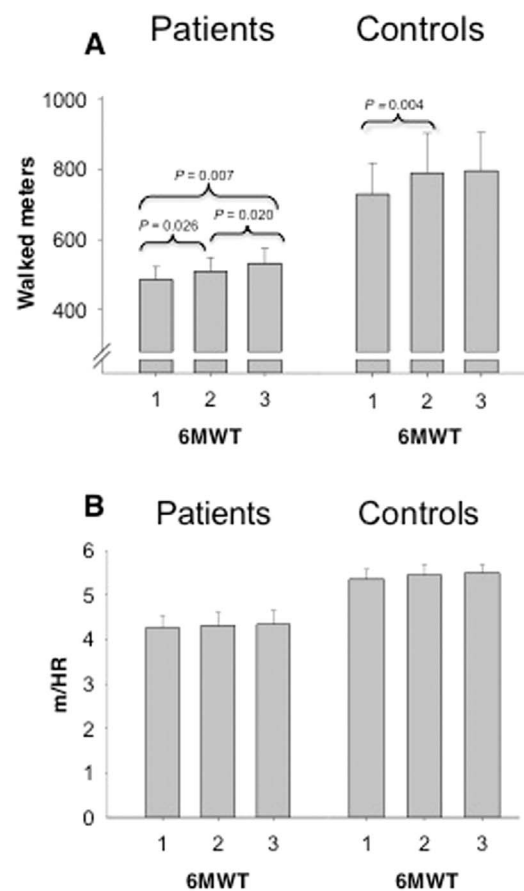 A
Patients Controls
Walked meters
1000
800
600
400
P = 0.007
P = 0.026
P = 0.020
P = 0.004
1 2 3 1 2 3
6MWT 6MWT
B
Patients Controls
m/HR
6
5
4
3
2
1
0
1 2 3 1 2 3
6MWT 6MWT